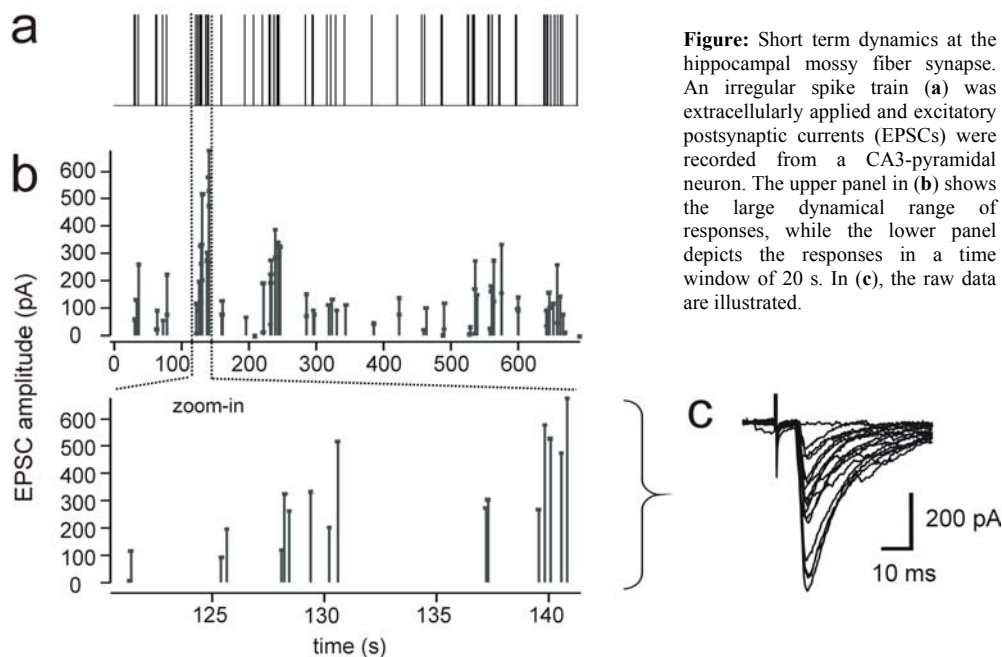 a
Figure: Short term dynamics at the
hippocampal mossy fiber synapse.
An irregular spike train (a) was
extracellularly applied and excitatory
postsynaptic currents (EPSCs) were
recorded from a CA3-pyramidal
neuron. The upper panel in (b) shows
the large dynamical range of
responses, while the lower panel
depicts the responses in a time
window of 20 s. In (c), the raw data
are illustrated.
b
EPSC amplitude (pA)
600
500
400
300
200
100
0
0 100 200 300 400 500 600
zoom-in
600
500
400
300
200
100
0
125 130 135 140
time (s)
c
200 pA
10 ms